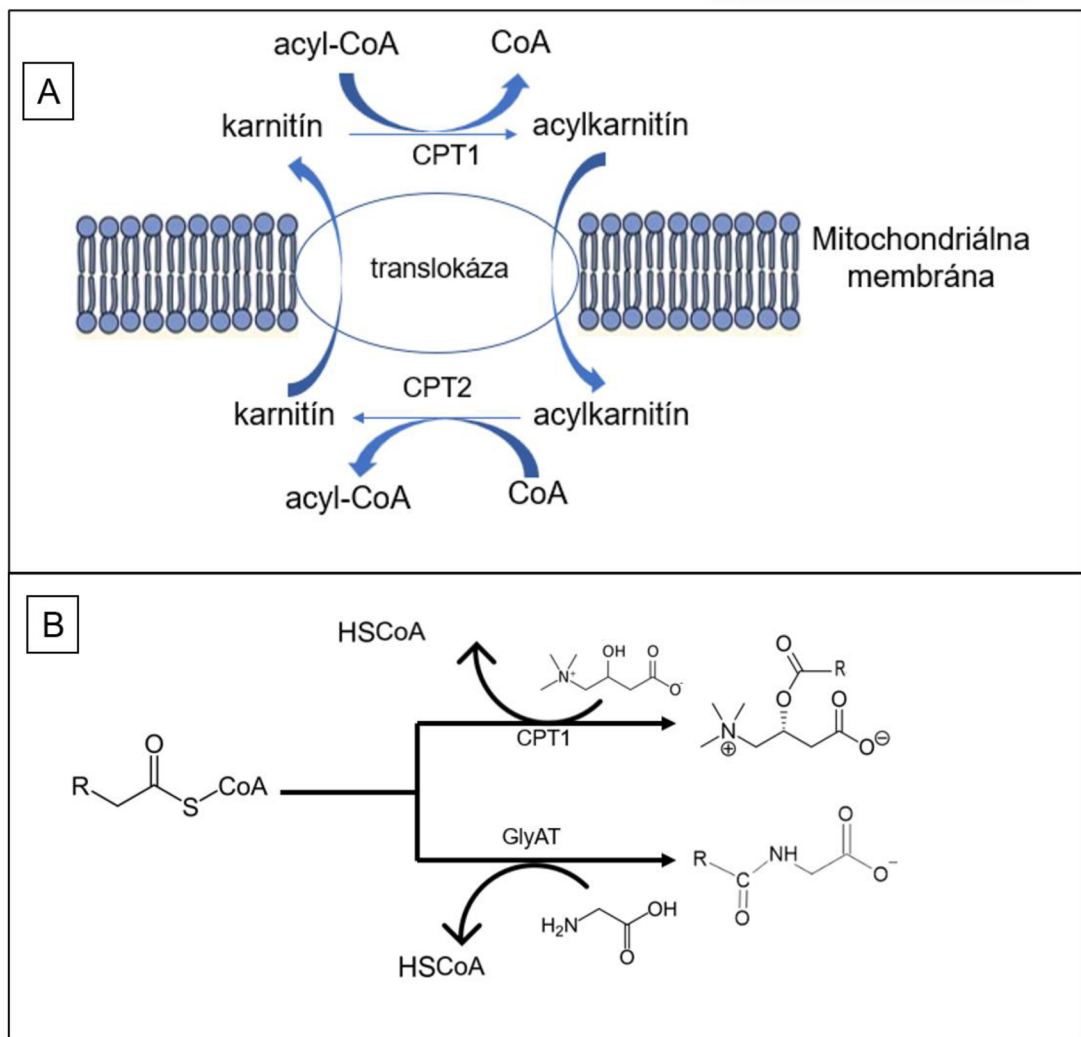 A
acyl-CoA
CoA
karnitín
acylkarnitín
CPT1
translokáza
Mitochondriálna
membrána
CPT2
karnitín
acylkarnitín
acyl-CoA
CoA
B
HSCoA
OH
O
N+
O-
CPT1
O
R
O
O
N
⊕
O⊖
O
R
S
CoA
GlyAT
H2N
OH
O
HSCoA
O
NH
R
C
O-
O